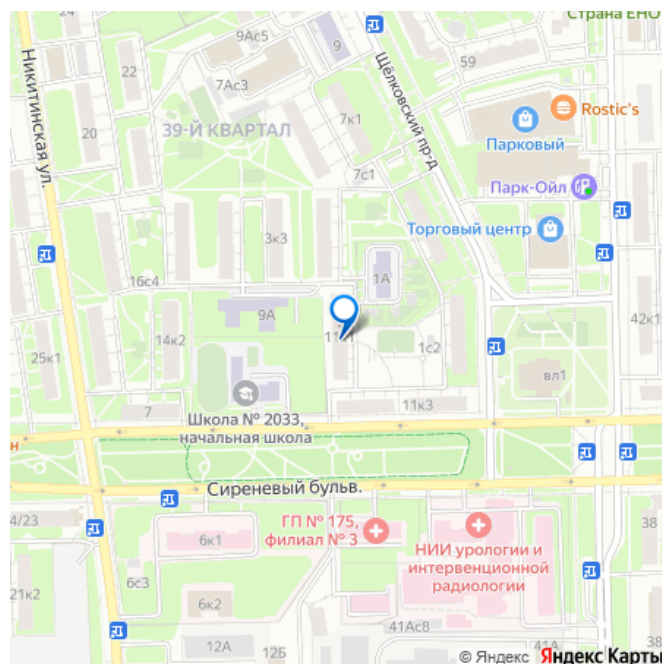 Страна ЕНО
9Ас5
9
22
59
7Ас3
Никитинская ул.
Щёлковский пр-д
Rostic's
7к1
20
39-Й КВАРТАЛ
Парковый
7с1
Парк-Ойл
Торговый центр
3к3
16с4
1А
9А
42к1
14к2
1с2
25к1
вл1
7
11к3
Школа № 2033,
начальная школа
н
Сиреневый бульв.
4/23
ГП № 175,
филиал № 3
38
6к1
НИИ урологии и
интервенционной
радиологии
6с3
21к2
6к2
41Ас8
38
12А
12Б
41А
© Яндекс Яндекс Карты